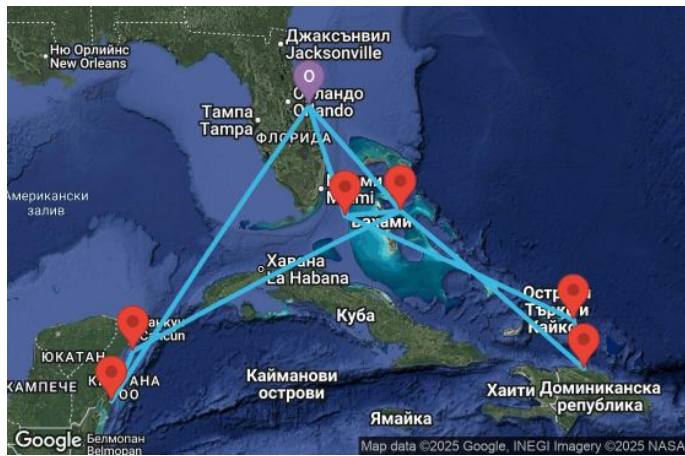 Джаксънвил
Jacksonville
Ню Орлийнс
New Orleans
O
Орландо
Orlando
Тампа
Tampa
ФЛОРИДА
Miami
Американски
залив
Бахами
Хавана
La Habana
Куба
Кайманови
острови
Ямайка
Хаити
Доминиканска
република
ЮКАТАН
КАМПЕЧЕ
Cancún
Белмопан
Belmopan
Google
Map data ©2025 Google, INEGI Imagery ©2025 NASA